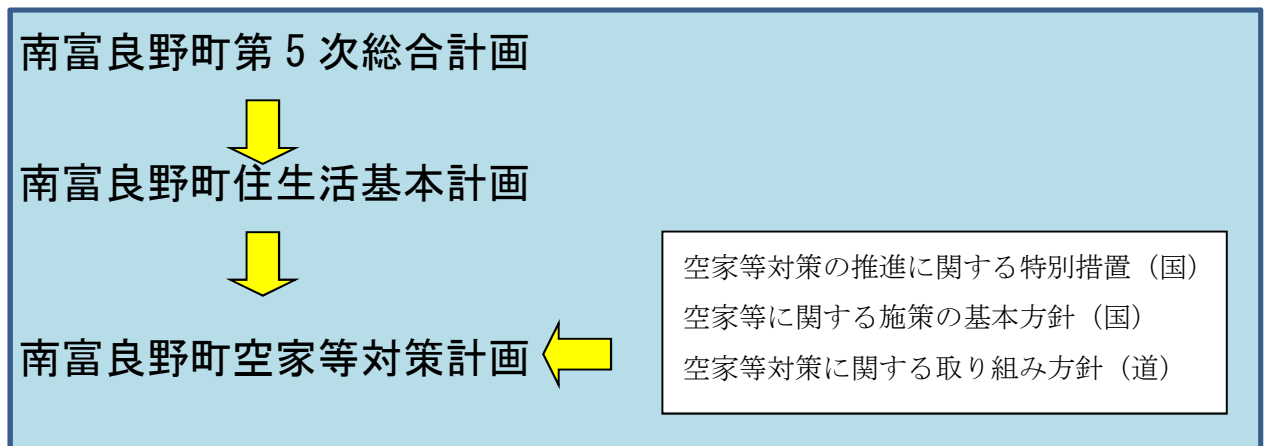 南富良野町第5次総合計画
南富良野町住生活基本計画
南富良野町空家等対策計画
空家等対策の推進に関する特別措置（国）
空家等に関する施策の基本方針（国）
空家等対策に関する取り組み方針（道）